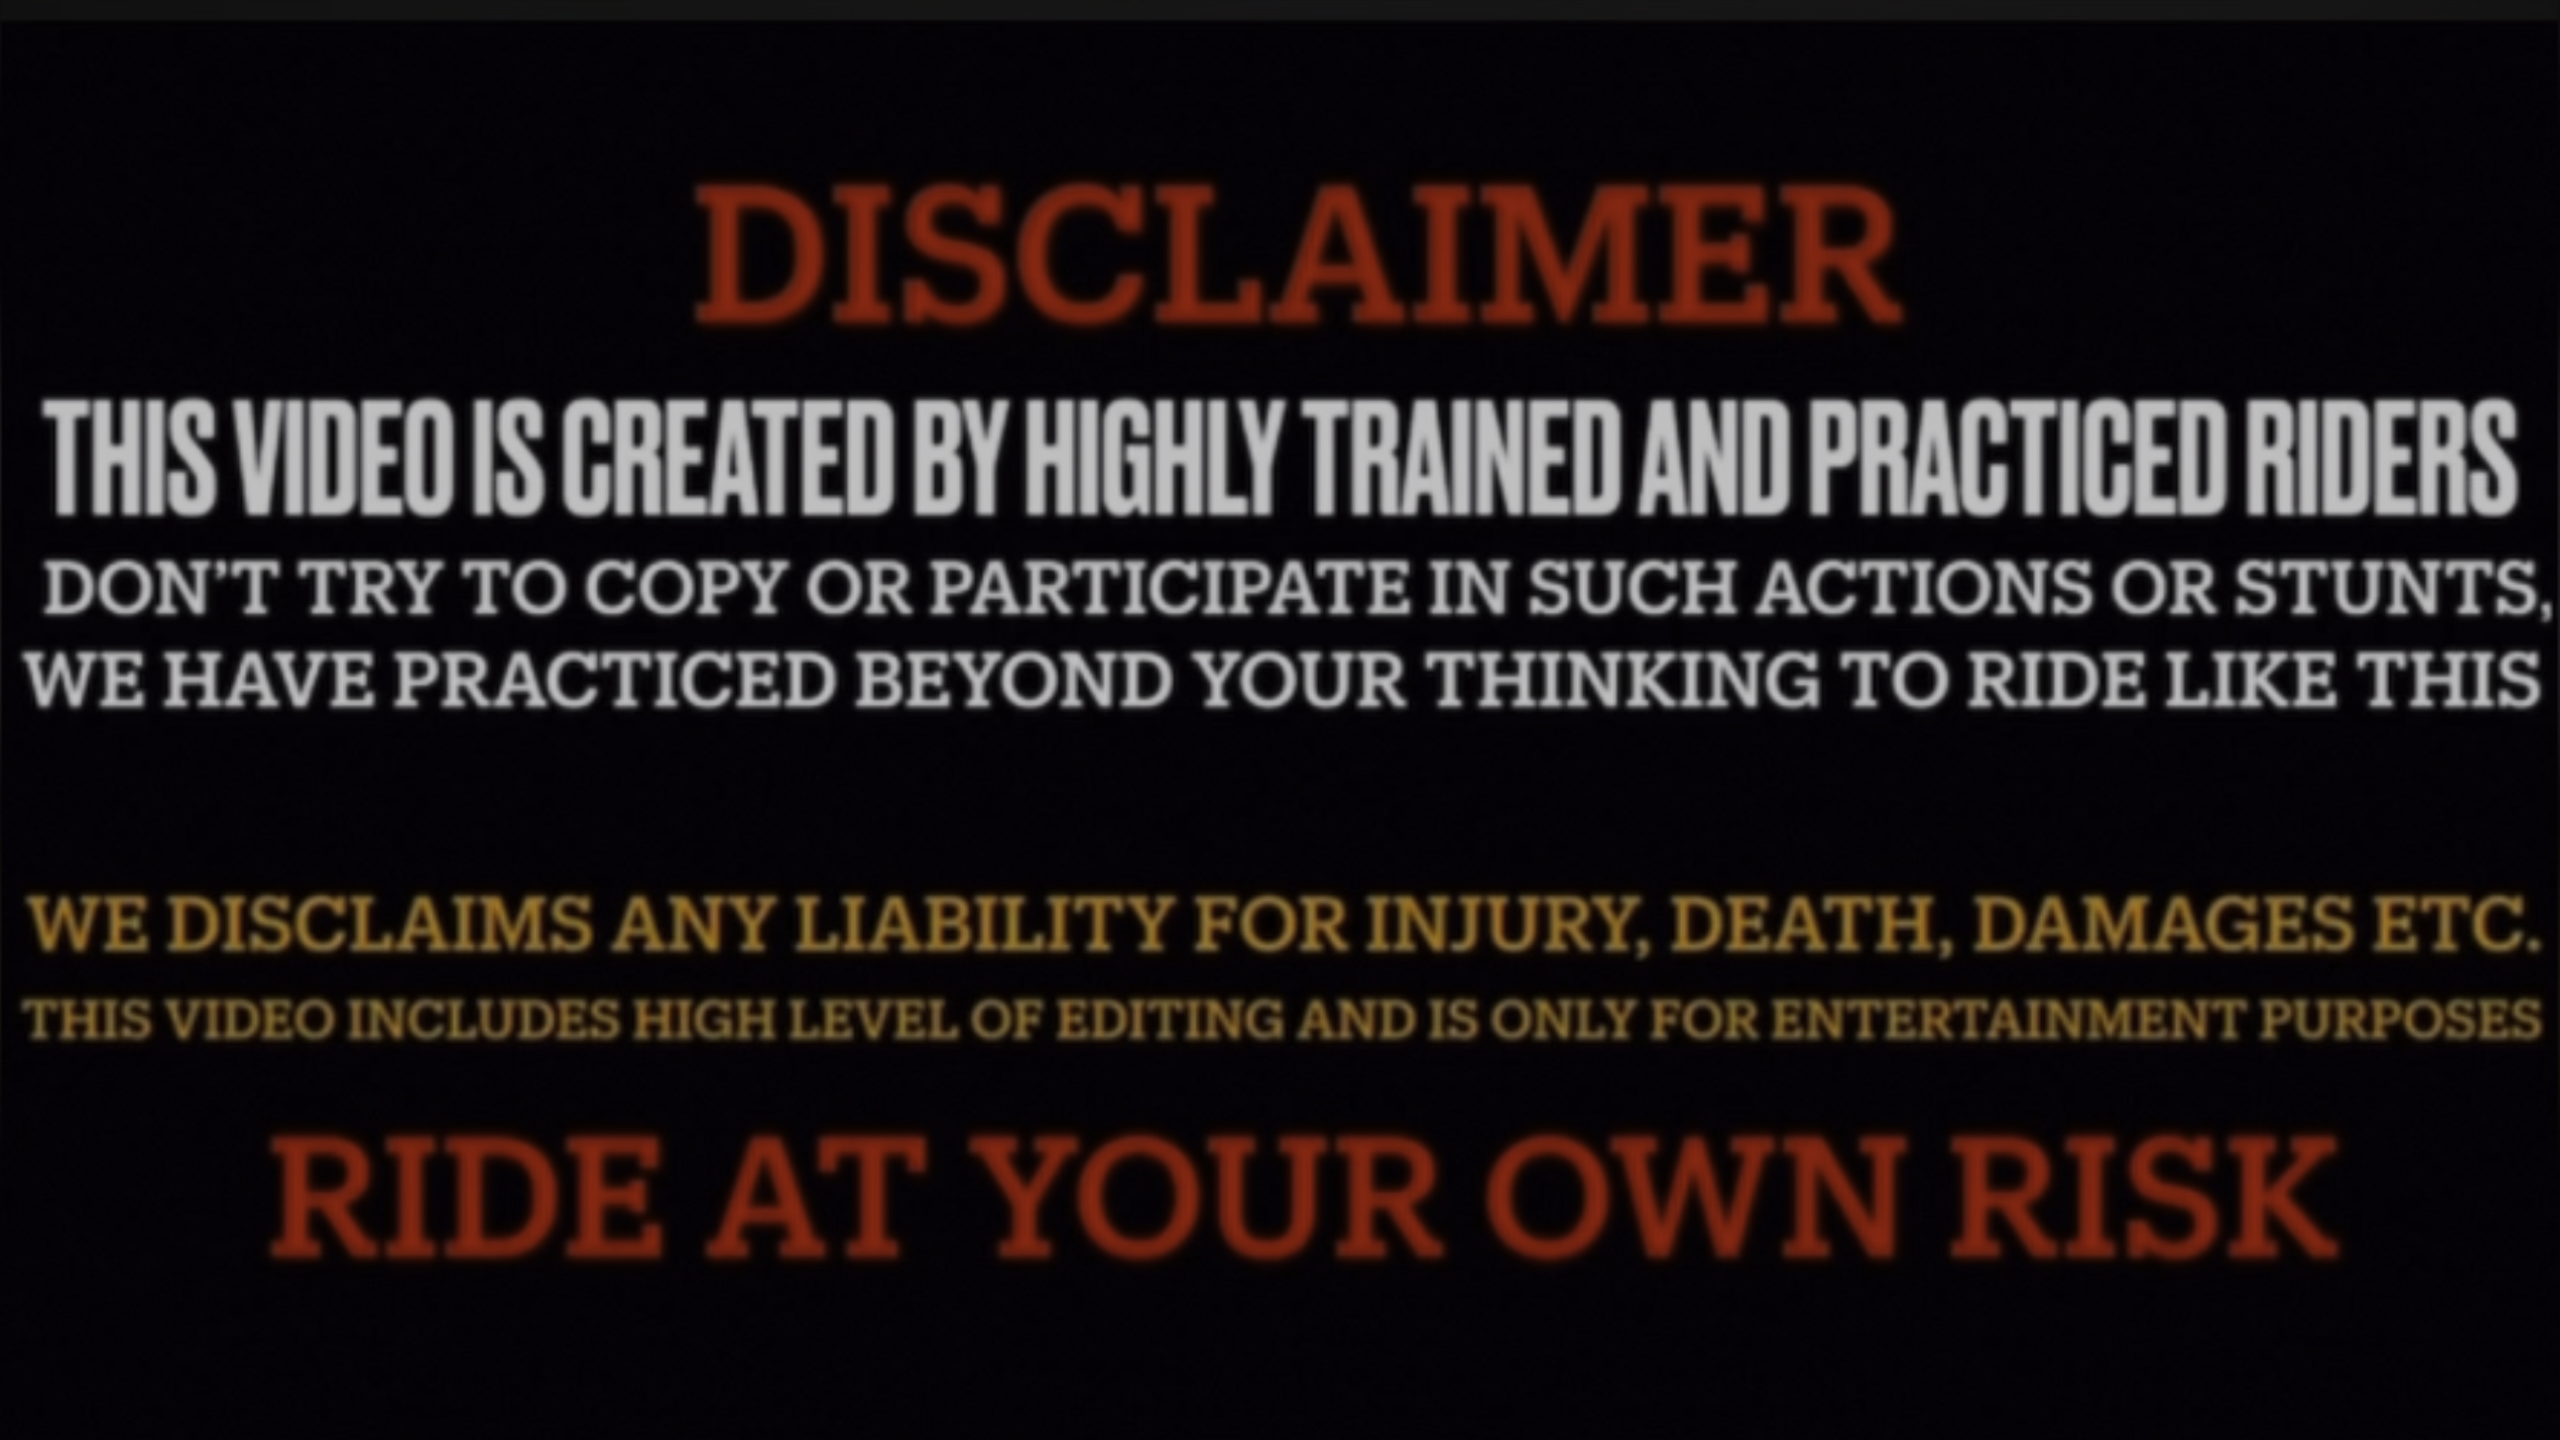 DISCLAIMER
THIS VIDEO IS CREATED BY HIGHLY TRAINED AND PRACTICED RIDERS
DON'T TRY TO COPY OR PARTICIPATE IN SUCH ACTIONS OR STUNTS,
WE HAVE PRACTICED BEYOND YOUR THINKING TO RIDE LIKE THIS
WE DISCLAIMS ANY LIABILITY FOR INJURY, DEATH, DAMAGES ETC.
THIS VIDEO INCLUDES HIGH LEVEL OF EDITING AND IS ONLY FOR ENTERTAINMENT PURPOSES
RIDE AT YOUR OWN RISK